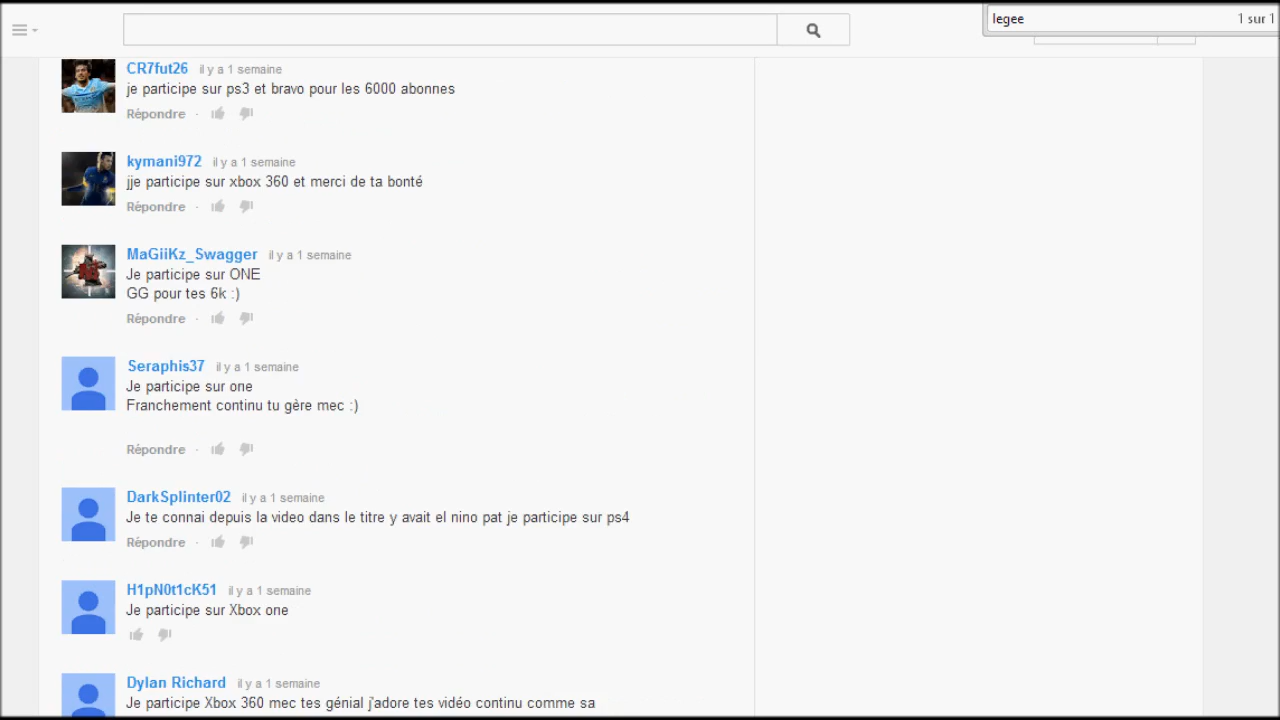 legee 1 sur 1
CR7fut26 il y a 1 semaine
je participe sur ps3 et bravo pour les 6000 abonnes
Répondre ·
kymani972 il y a 1 semaine
jje participe sur xbox 360 et merci de ta bonté
Répondre ·
MaGiiKz_Swagger il y a 1 semaine
Je participe sur ONE
GG pour tes 6k :)
Répondre ·
Seraphis37 il y a 1 semaine
Je participe sur one
Franchement continu tu gère mec :)
Répondre ·
DarkSplinter02 il y a 1 semaine
Je te connai depuis la video dans le titre y avait el nino pat je participe sur ps4
Répondre ·
H1pN0t1cK51 il y a 1 semaine
Je participe sur Xbox one
Dylan Richard il y a 1 semaine
Je participe Xbox 360 mec tes génial j'adore tes vidéo continu comme sa